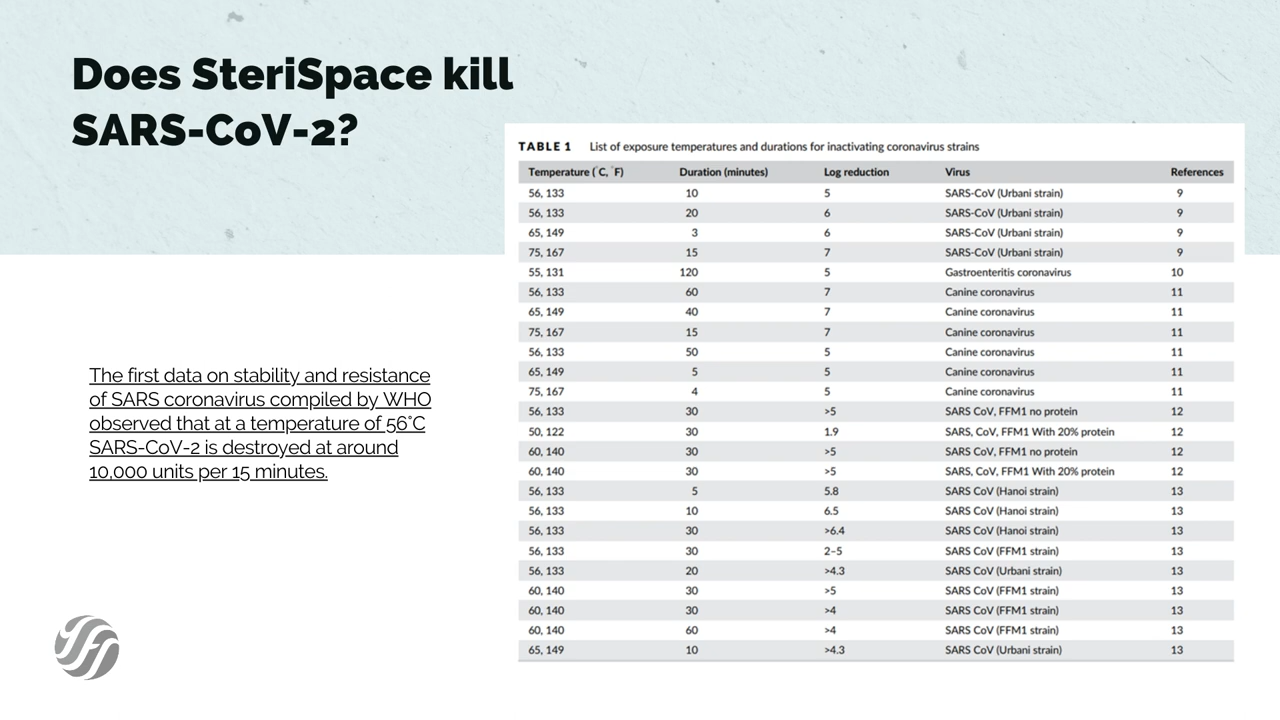 Does SteriSpace kill
SARS-CoV-2?
TABLE 1 List of exposure temperatures and durations for inactivating coronavirus strains
Temperature (°C, °F) Duration (minutes) Log reduction Virus References
56, 133 10 5 SARS-CoV (Urbani strain) 9
56, 133 20 6 SARS-CoV (Urbani strain) 9
65, 149 3 6 SARS-CoV (Urbani strain) 9
75, 167 15 7 SARS-CoV (Urbani strain) 9
55, 131 120 5 Gastroenteritis coronavirus 10
56, 133 60 7 Canine coronavirus 11
65, 149 40 7 Canine coronavirus 11
75, 167 15 7 Canine coronavirus 11
56, 133 50 5 Canine coronavirus 11
65, 149 5 5 Canine coronavirus 11
75, 167 4 5 Canine coronavirus 11
56, 133 30 >5 SARS CoV, FFM1 no protein 12
50, 122 30 1.9 SARS, CoV, FFM1 With 20% protein 12
60, 140 30 >5 SARS CoV, FFM1 no protein 12
60, 140 30 >5 SARS, CoV, FFM1 With 20% protein 12
56, 133 5 5.8 SARS CoV (Hanoi strain) 13
56, 133 10 6.5 SARS CoV (Hanoi strain) 13
56, 133 30 >6.4 SARS CoV (Hanoi strain) 13
56, 133 30 2–5 SARS CoV (FFM1 strain) 13
56, 133 20 >4.3 SARS CoV (Urbani strain) 13
60, 140 30 >5 SARS CoV (FFM1 strain) 13
60, 140 30 >4 SARS CoV (FFM1 strain) 13
60, 140 60 >4 SARS CoV (FFM1 strain) 13
65, 149 10 >4.3 SARS CoV (Urbani strain) 13
The first data on stability and resistance
of SARS coronavirus compiled by WHO
observed that at a temperature of 56°C
SARS-CoV-2 is destroyed at around
10,000 units per 15 minutes.